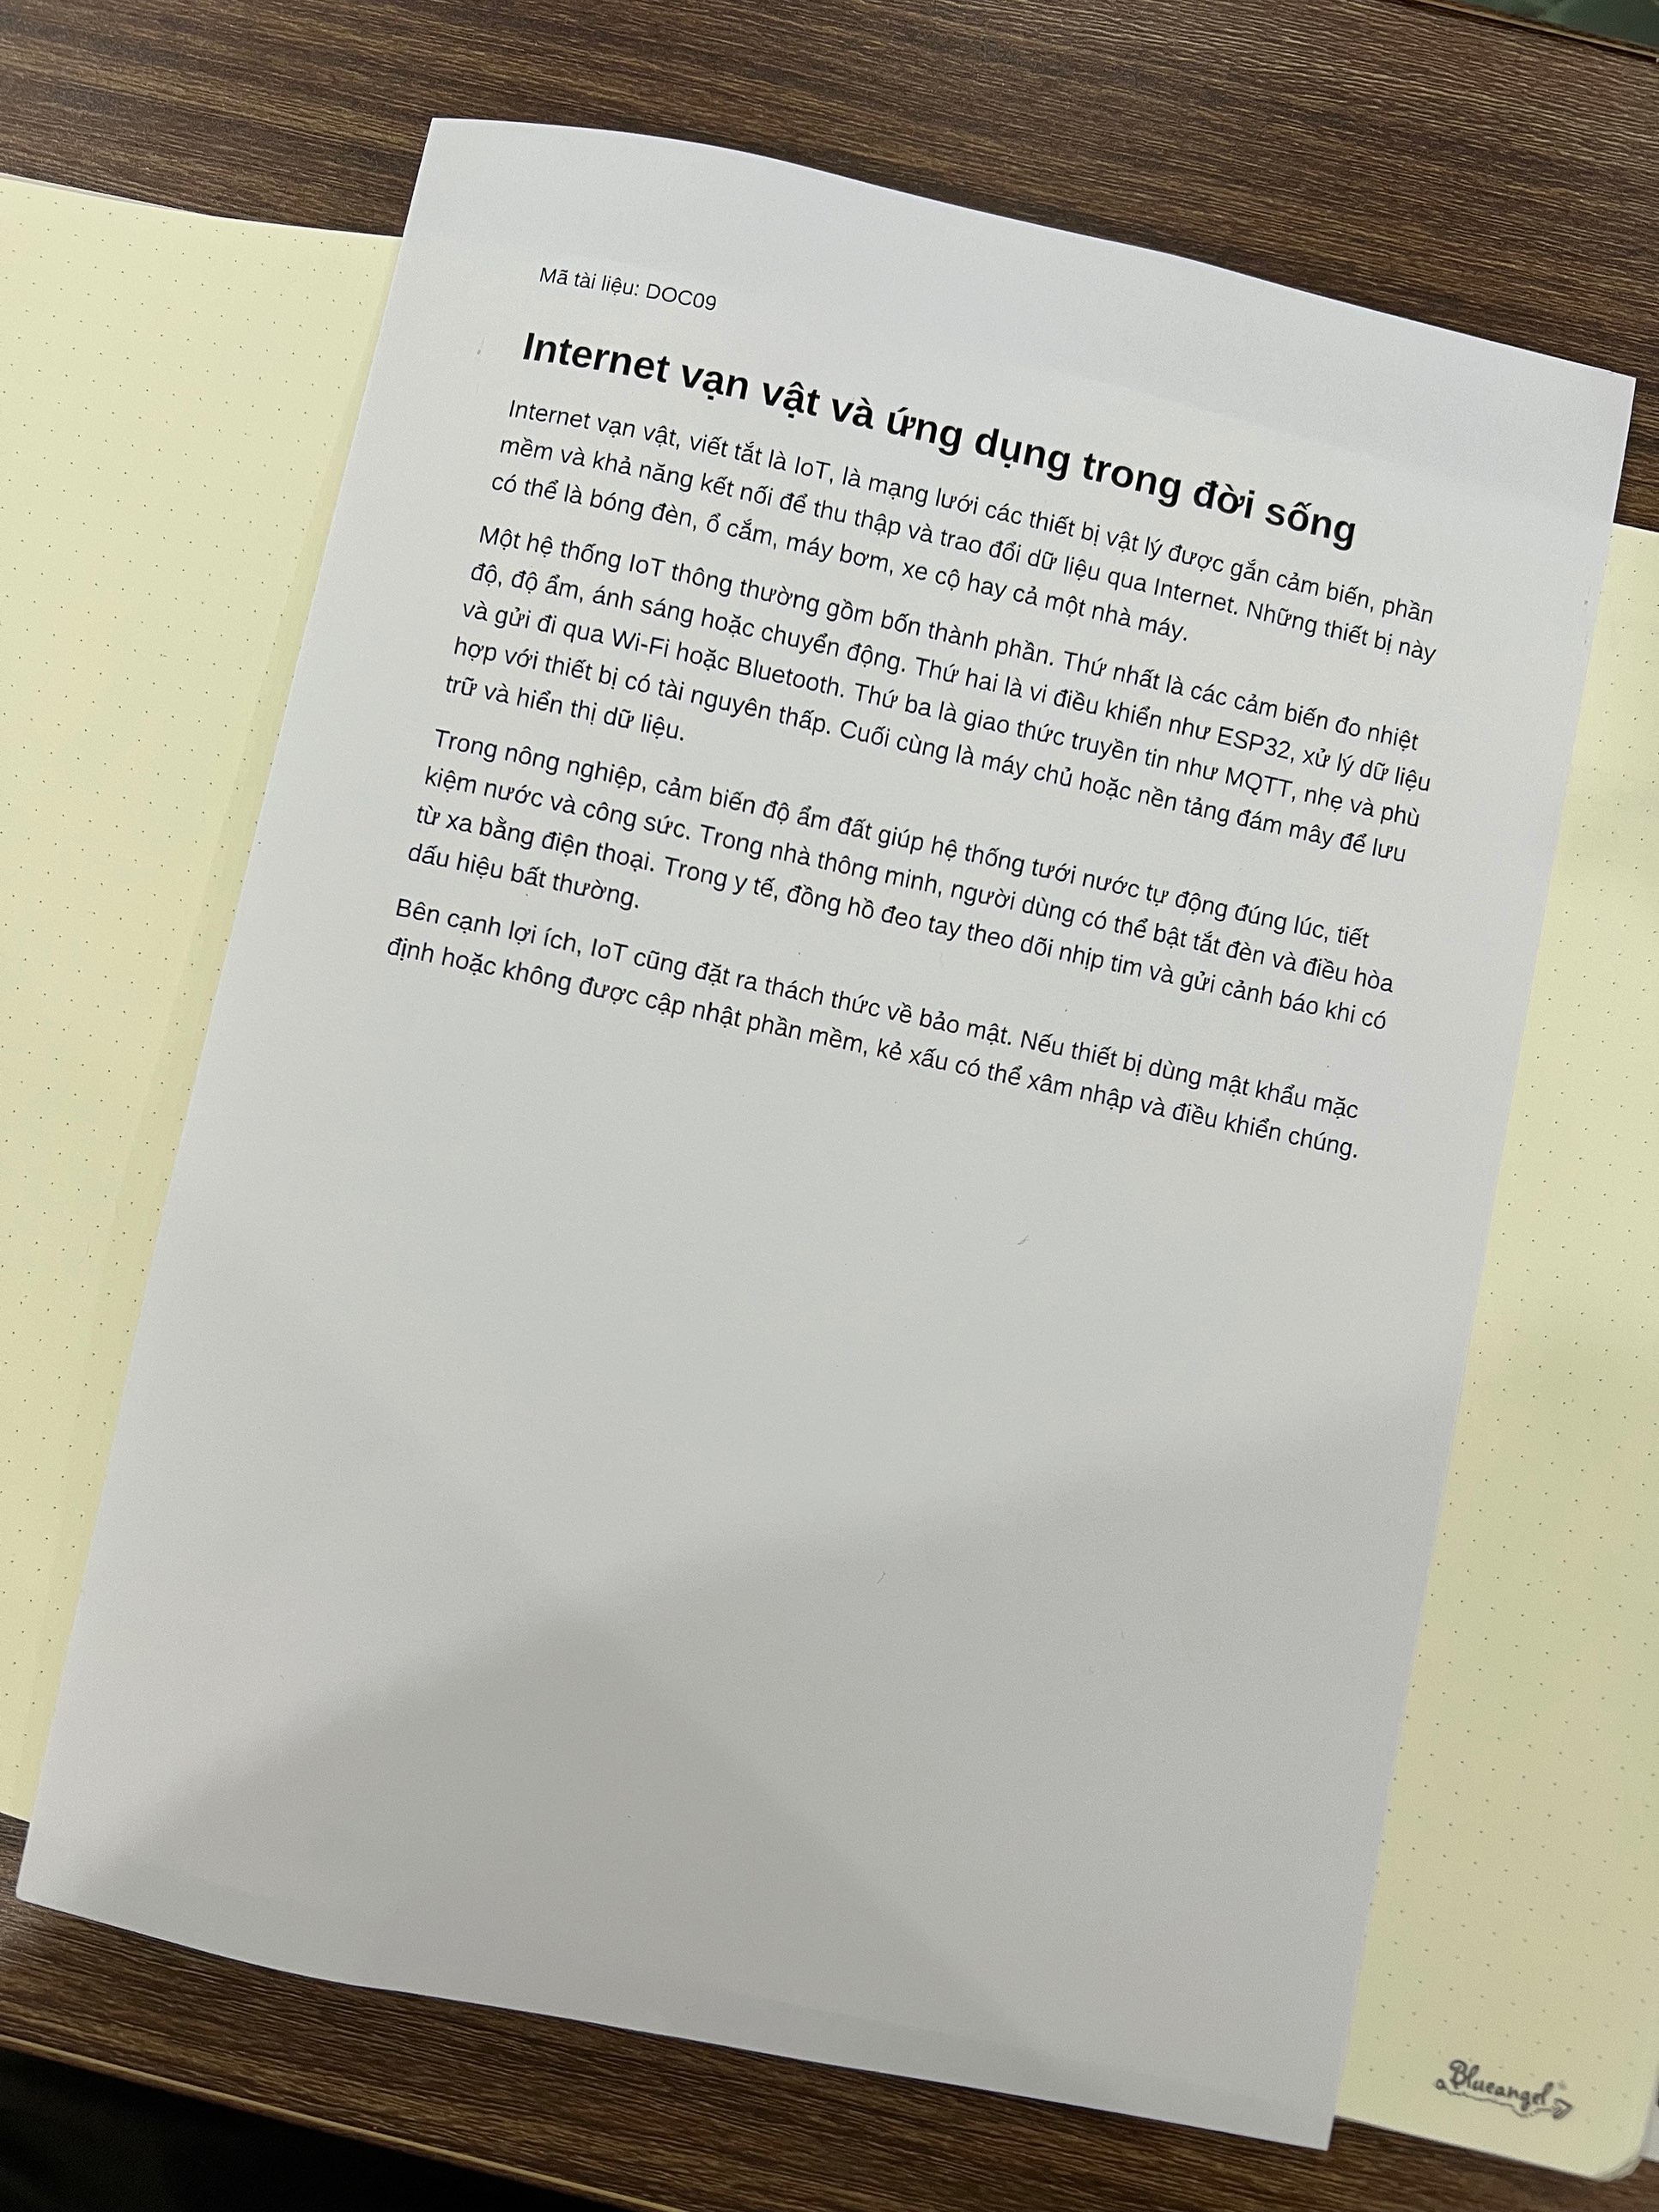 Mã tài liệu: DOC09
Internet vạn vật và ứng dụng trong đời sống
Internet vạn vật, viết tắt là IoT, là mạng lưới các thiết bị vật lý được gắn cảm biến, phần
mềm và khả năng kết nối để thu thập và trao đổi dữ liệu qua Internet. Những thiết bị này
có thể là bóng đèn, ổ cắm, máy bơm, xe cộ hay cả một nhà máy.
Một hệ thống IoT thông thường gồm bốn thành phần. Thứ nhất là các cảm biến đo nhiệt
độ, độ ẩm, ánh sáng hoặc chuyển động. Thứ hai là vi điều khiển như ESP32, xử lý dữ liệu
và gửi đi qua Wi-Fi hoặc Bluetooth. Thứ ba là giao thức truyền tin như MQTT, nhẹ và phù
hợp với thiết bị có tài nguyên thấp. Cuối cùng là máy chủ hoặc nền tảng đám mây để lưu
trữ và hiển thị dữ liệu.
Trong nông nghiệp, cảm biến độ ẩm đất giúp hệ thống tưới nước tự động đúng lúc, tiết
kiệm nước và công sức. Trong nhà thông minh, người dùng có thể bật tắt đèn và điều hòa
từ xa bằng điện thoại. Trong y tế, đồng hồ đeo tay theo dõi nhịp tim và gửi cảnh báo khi có
dấu hiệu bất thường.
Bên cạnh lợi ích, IoT cũng đặt ra thách thức về bảo mật. Nếu thiết bị dùng mật khẩu mặc
định hoặc không được cập nhật phần mềm, kẻ xấu có thể xâm nhập và điều khiển chúng.
Blueangel